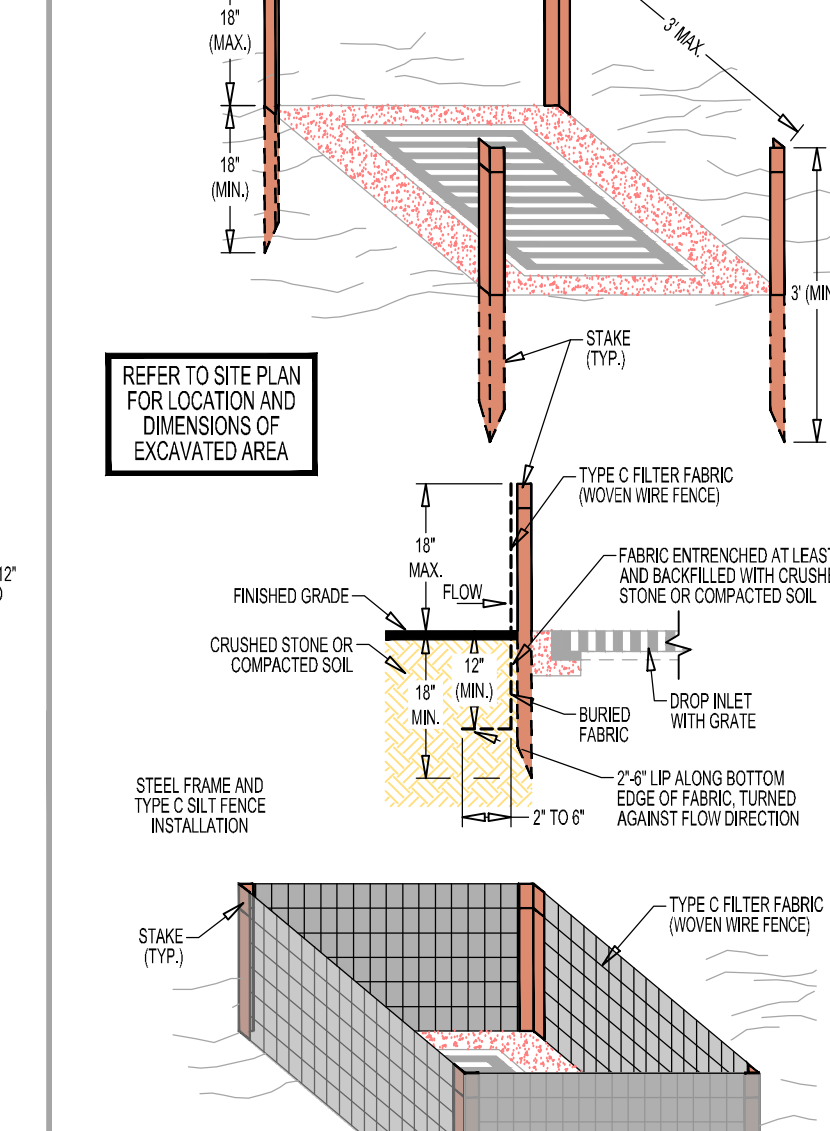 18"
(MAX.)
3' MAX.
18"
(MIN.)
3' (MIN
STAKE
(TYP.)
REFER TO SITE PLAN
FOR LOCATION AND
DIMENSIONS OF
EXCAVATED AREA
TYPE C FILTER FABRIC
(WOVEN WIRE FENCE)
18"
MAX.
FLOW
FABRIC ENTRENCHED AT LEAST
AND BACKFILLED WITH CRUSHE
STONE OR COMPACTED SOIL
12"
FINISHED GRADE
CRUSHED STONE OR
COMPACTED SOIL
12"
(MIN.)
18"
MIN.
DROP INLET
WITH GRATE
BURIED
FABRIC
STEEL FRAME AND
TYPE C SILT FENCE
INSTALLATION
2"-6" LIP ALONG BOTTOM
EDGE OF FABRIC, TURNED
AGAINST FLOW DIRECTION
2" TO 6"
TYPE C FILTER FABRIC
(WOVEN WIRE FENCE)
STAKE
(TYP.)